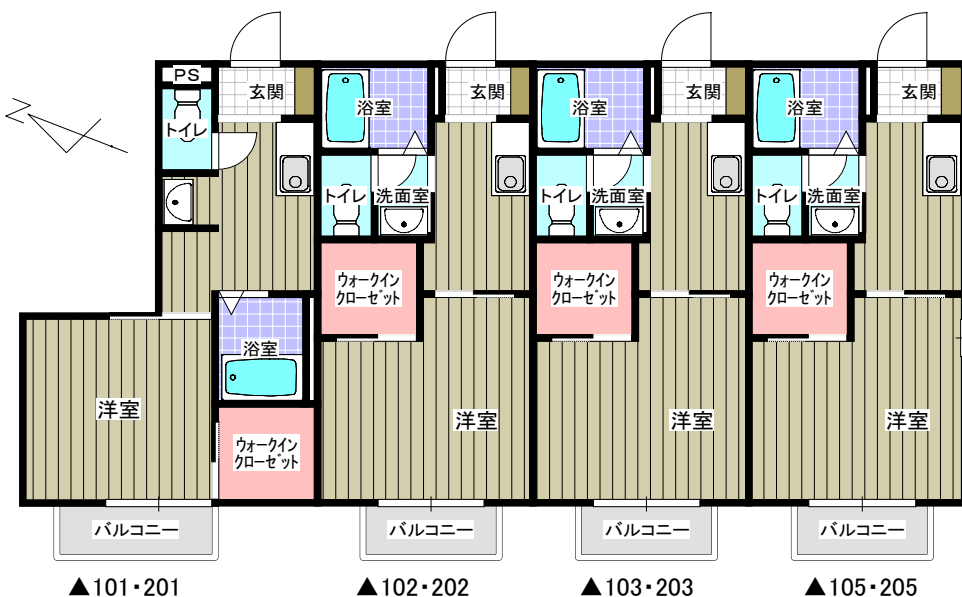 PS
玄関
トイレ
浴室
ウォークイン
クローゼット
洋室
バルコニー
▲101・201
玄関
浴室
トイレ
洗面室
ウォークイン
クローゼット
洋室
バルコニー
▲102・202
玄関
浴室
トイレ
洗面室
ウォークイン
クローゼット
洋室
バルコニー
▲103・203
玄関
浴室
トイレ
洗面室
ウォークイン
クローゼット
洋室
バルコニー
▲105・205
N